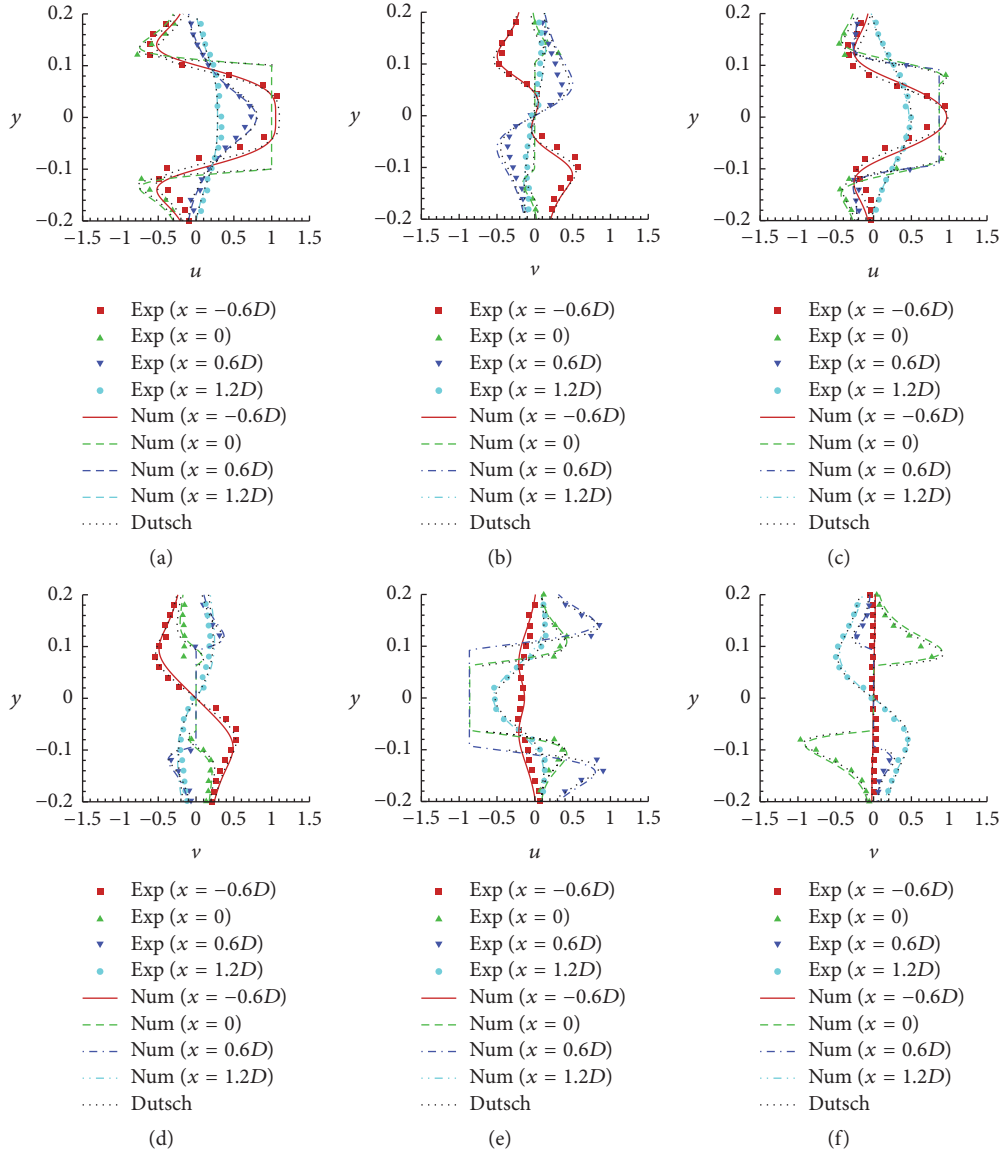 0.2
0.1
y
0
−0.1
−0.2
−1.5 −1 −0.5 0 0.5 1 1.5
u
Exp (x = −0.6D)
Exp (x = 0)
Exp (x = 0.6D)
Exp (x = 1.2D)
Num (x = −0.6D)
Num (x = 0)
Num (x = 0.6D)
Num (x = 1.2D)
Dutsch
(a)
0.2
0.1
y
0
−0.1
−0.2
−1.5 −1 −0.5 0 0.5 1 1.5
v
Exp (x = −0.6D)
Exp (x = 0)
Exp (x = 0.6D)
Exp (x = 1.2D)
Num (x = −0.6D)
Num (x = 0)
Num (x = 0.6D)
Num (x = 1.2D)
Dutsch
(b)
0.2
0.1
y
0
−0.1
−0.2
−1.5 −1 −0.5 0 0.5 1 1.5
u
Exp (x = −0.6D)
Exp (x = 0)
Exp (x = 0.6D)
Exp (x = 1.2D)
Num (x = −0.6D)
Num (x = 0)
Num (x = 0.6D)
Num (x = 1.2D)
Dutsch
(c)
0.2
0.1
y
0
−0.1
−0.2
−1.5 −1 −0.5 0 0.5 1 1.5
v
Exp (x = −0.6D)
Exp (x = 0)
Exp (x = 0.6D)
Exp (x = 1.2D)
Num (x = −0.6D)
Num (x = 0)
Num (x = 0.6D)
Num (x = 1.2D)
Dutsch
(d)
0.2
0.1
y
0
−0.1
−0.2
−1.5 −1 −0.5 0 0.5 1 1.5
u
Exp (x = −0.6D)
Exp (x = 0)
Exp (x = 0.6D)
Exp (x = 1.2D)
Num (x = −0.6D)
Num (x = 0)
Num (x = 0.6D)
Num (x = 1.2D)
Dutsch
(e)
0.2
0.1
y
0
−0.1
−0.2
−1.5 −1 −0.5 0 0.5 1 1.5
v
Exp (x = −0.6D)
Exp (x = 0)
Exp (x = 0.6D)
Exp (x = 1.2D)
Num (x = −0.6D)
Num (x = 0)
Num (x = 0.6D)
Num (x = 1.2D)
Dutsch
(f)